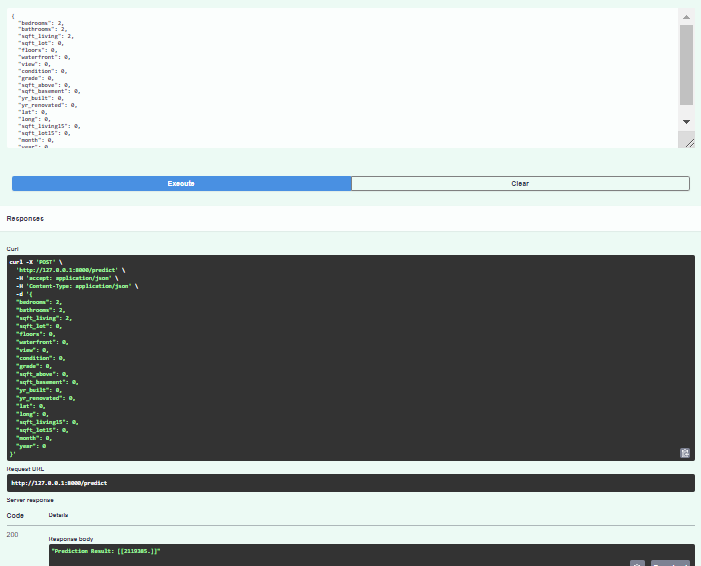 {
"bedrooms": 2,
"bathrooms": 2,
"sqft_living": 2,
"sqft_lot": 0,
"floors": 0,
"waterfront": 0,
"view": 0,
"condition": 0,
"grade": 0,
"sqft_above": 0,
"sqft_basement": 0,
"yr_built": 0,
"yr_renovated": 0,
"lat": 0,
"long": 0,
"sqft_living15": 0,
"sqft_lot15": 0,
"month": 0,
"year": 0
Execute
Clear
Responses
Curl
curl -X 'POST' \
'http://127.0.0.1:8000/predict' \
-H 'accept: application/json' \
-H 'Content-Type: application/json' \
-d '{
"bedrooms": 2,
"bathrooms": 2,
"sqft_living": 2,
"sqft_lot": 0,
"floors": 0,
"waterfront": 0,
"view": 0,
"condition": 0,
"grade": 0,
"sqft_above": 0,
"sqft_basement": 0,
"yr_built": 0,
"yr_renovated": 0,
"lat": 0,
"long": 0,
"sqft_living15": 0,
"sqft_lot15": 0,
"month": 0,
"year": 0
}'
Request URL
http://127.0.0.1:8000/predict
Server response
Code
Details
200
Response body
"Prediction Result: [[2119385.]]"